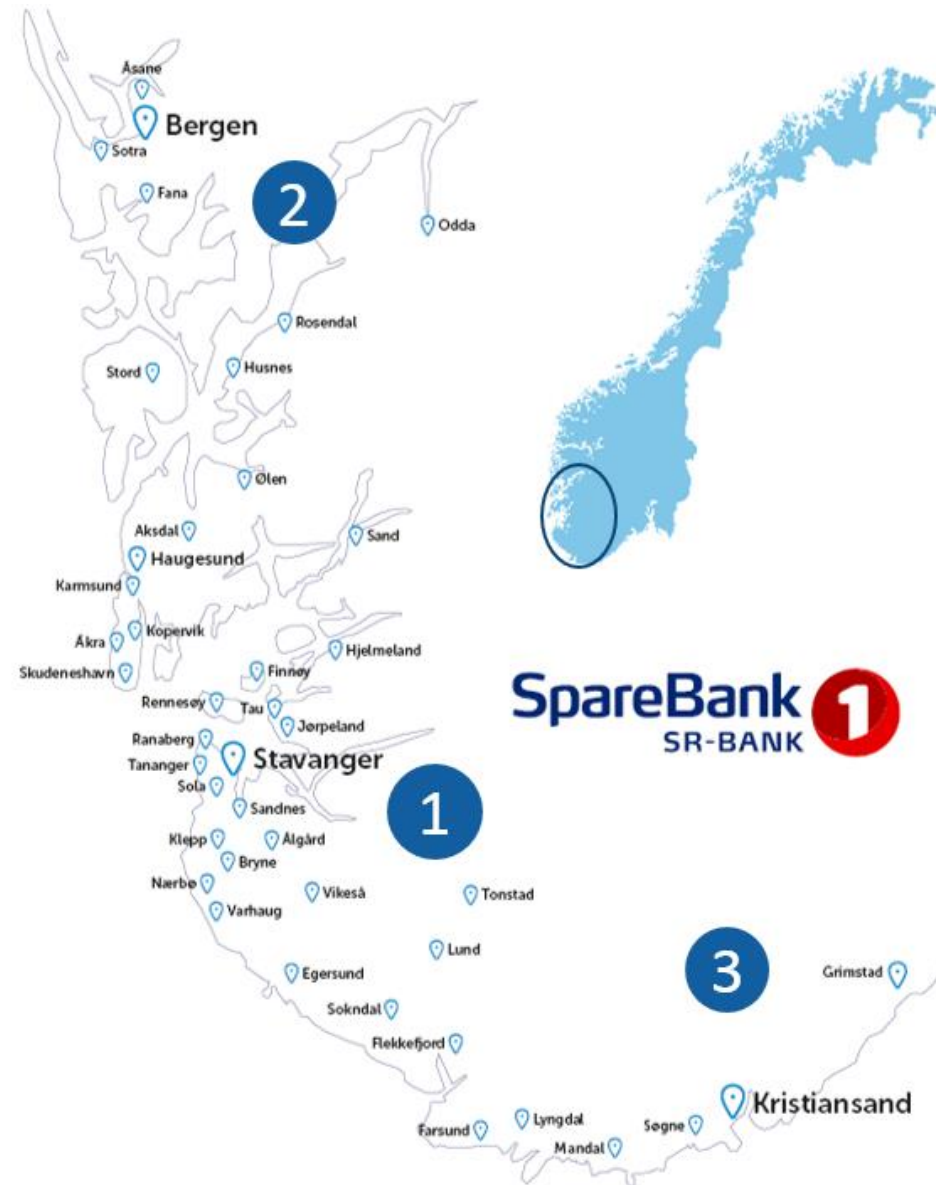 Åsane
Bergen
Sotra
Fana
2
Odda
Rosendal
Husnes
Stord
Ølen
Aksdal
Sand
Haugesund
Karmsund
Kopervik
Åkra
Hjelmeland
Skudeneshavn
Finnøy
Rennesøy
Tau
Jørpeland
SpareBank 1
SR-BANK
Ranaberg
Stavanger
Tananger
Sola
Sandnes
1
Klepp
Ålgård
Bryne
Nærbø
Vikeså
Tonstad
Varhaug
Lund
3
Egersund
Grimstad
Sokndal
Flekkefjord
Kristiansand
Farsund
Lyngdal
Søgne
Mandal